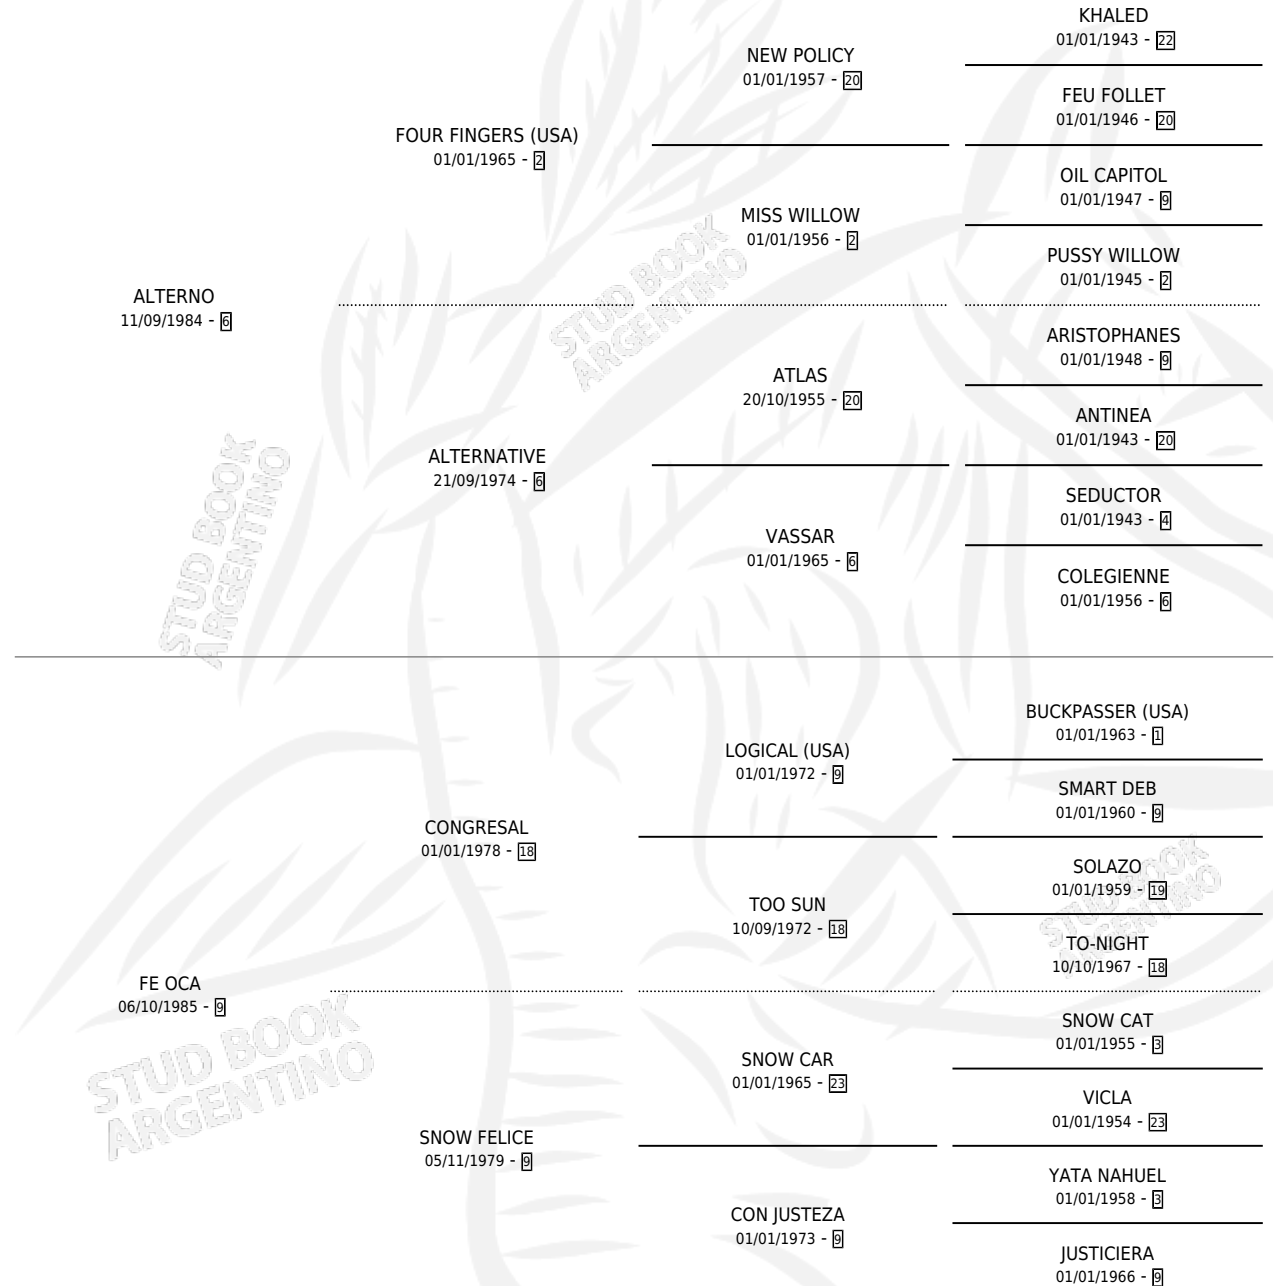 KHALED
01/01/1943 - 22
NEW POLICY
01/01/1957 - 20
FEU FOLLET
01/01/1946 - 20
FOUR FINGERS (USA)
01/01/1965 - 2
OIL CAPITOL
01/01/1947 - 9
MISS WILLOW
01/01/1956 - 2
PUSSY WILLOW
01/01/1945 - 2
ALTERNO
11/09/1984 - 6
STUD BOOK
ARGENTINO
ARISTOPHANES
01/01/1948 - 9
ATLAS
20/10/1955 - 20
ANTINEA
01/01/1943 - 20
ALTERNATIVE
21/09/1974 - 6
SEDUCTOR
01/01/1943 - 4
VASSAR
01/01/1965 - 6
COLEGIENNE
01/01/1956 - 6
STUD BOOK
ARGENTINO
BUCKPASSER (USA)
01/01/1963 - 1
LOGICAL (USA)
01/01/1972 - 9
SMART DEB
01/01/1960 - 9
CONGRESAL
01/01/1978 - 18
SOLAZO
01/01/1959 - 19
TOO SUN
10/09/1972 - 18
TO-NIGHT
10/10/1967 - 18
STUD BOOK
ARGENTINO
FE OCA
06/10/1985 - 9
SNOW CAT
01/01/1955 - 3
SNOW CAR
01/01/1965 - 23
VICLA
01/01/1954 - 23
STUD BOOK
ARGENTINO
SNOW FELICE
05/11/1979 - 9
YATA NAHUEL
01/01/1958 - 3
CON JUSTEZA
01/01/1973 - 9
JUSTICIERA
01/01/1966 - 9